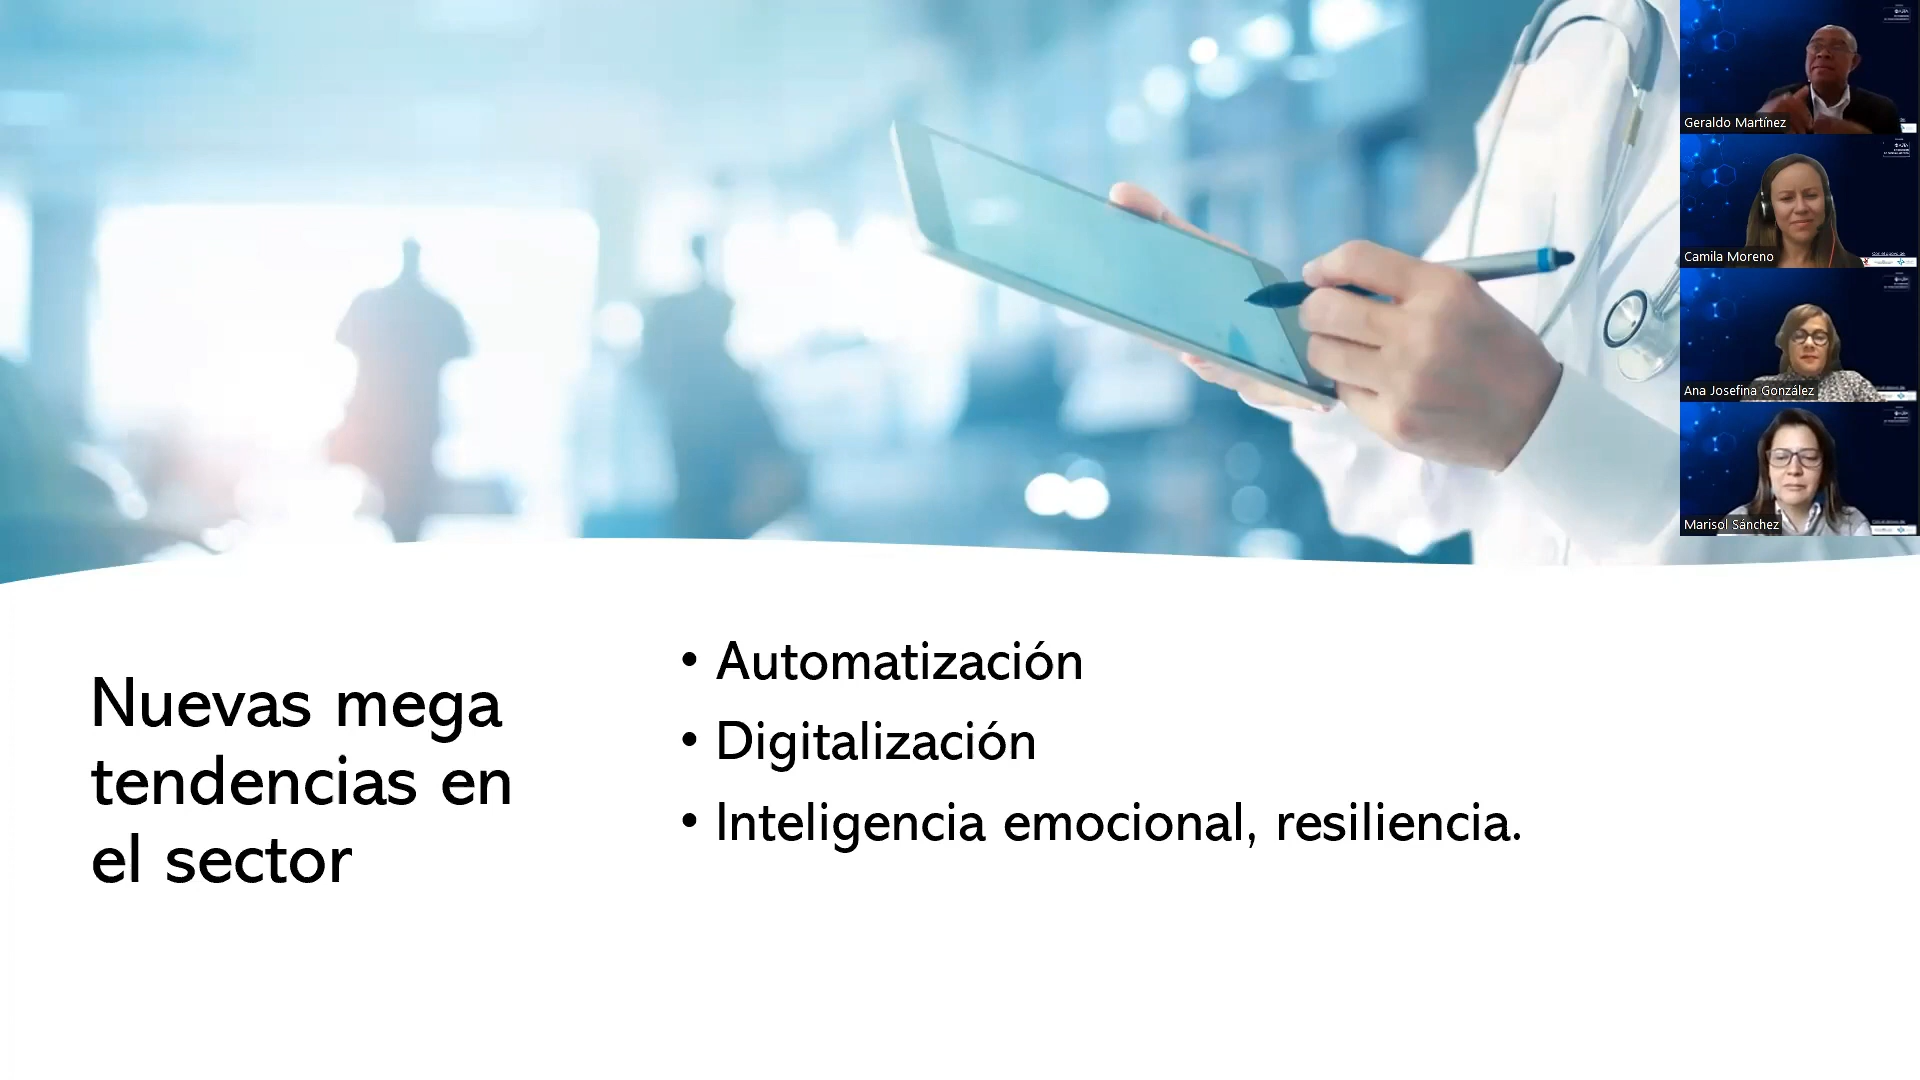 Nuevas mega
tendencias en
el sector
• Automatización
• Digitalización
• Inteligencia emocional, resiliencia.
Geraldo Martínez
Camila Moreno
Ana Josefina González
Marisol Sánchez